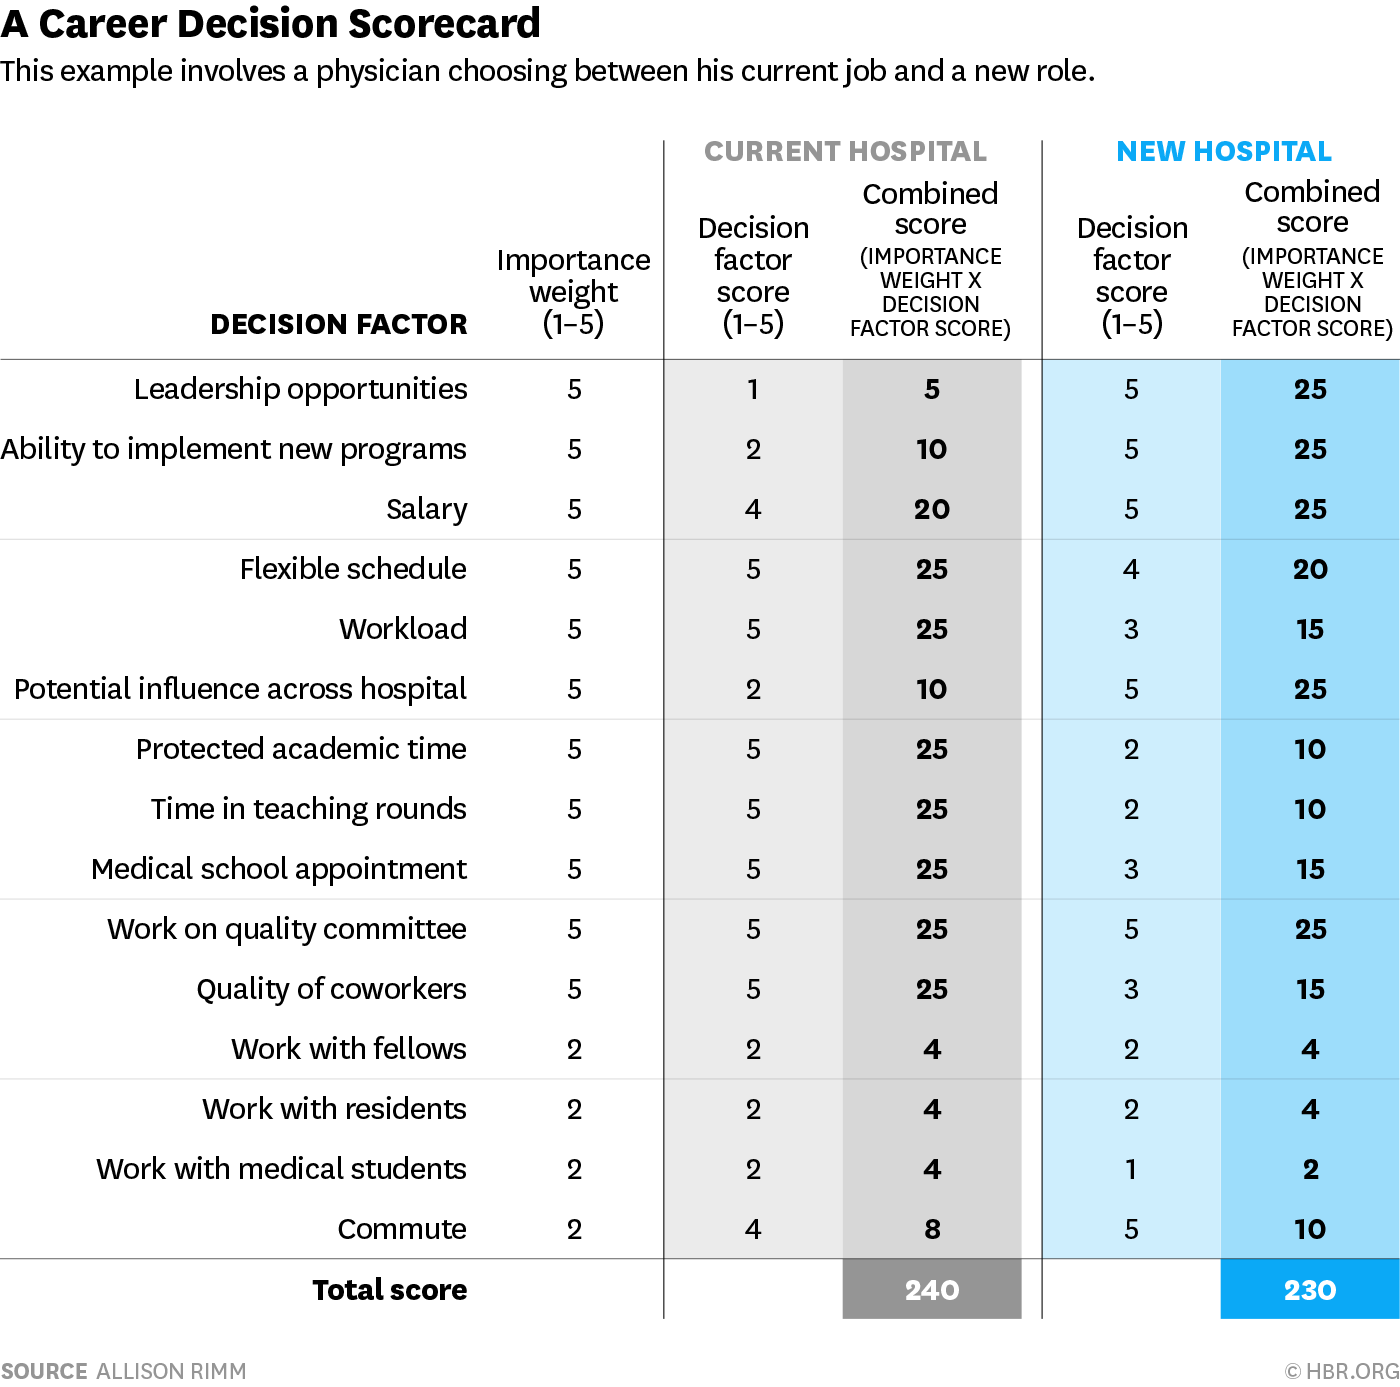 A Career Decision Scorecard
This example involves a physician choosing between his current job and a new role.
CURRENT HOSPITAL NEW HOSPITAL
DECISION FACTOR
Importance
weight
(1–5)
Decision
factor
score
(1–5)
Combined
score
(IMPORTANCE
WEIGHT X
DECISION
FACTOR SCORE)
Decision
factor
score
(1–5)
Combined
score
(IMPORTANCE
WEIGHT X
DECISION
FACTOR SCORE)
Leadership opportunities 5 1 5 5 25
Ability to implement new programs 5 2 10 5 25
Salary 5 4 20 5 25
Flexible schedule 5 5 25 4 20
Workload 5 5 25 3 15
Potential influence across hospital 5 2 10 5 25
Protected academic time 5 5 25 2 10
Time in teaching rounds 5 5 25 2 10
Medical school appointment 5 5 25 3 15
Work on quality committee 5 5 25 5 25
Quality of coworkers 5 5 25 3 15
Work with fellows 2 2 4 2 4
Work with residents 2 2 4 2 4
Work with medical students 2 2 4 1 2
Commute 2 4 8 5 10
Total score 240 230
SOURCE ALLISON RIMM © HBR.ORG